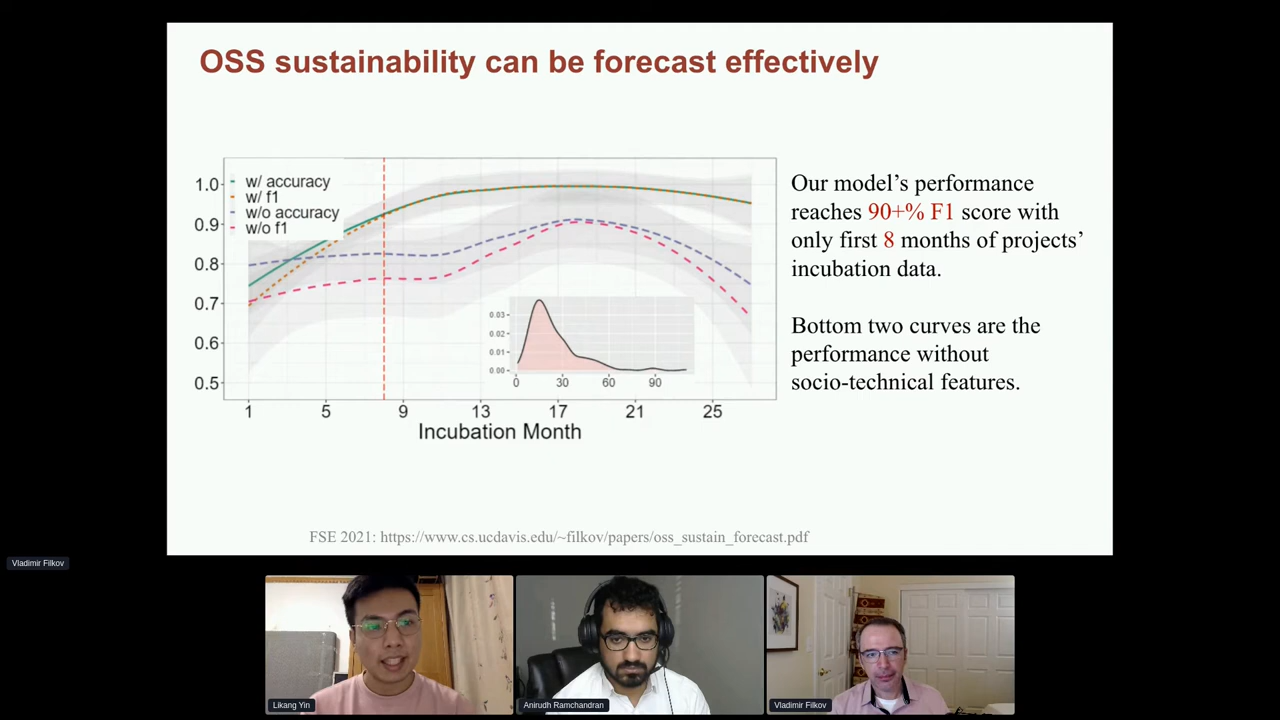 OSS sustainability can be forecast effectively
w/ accuracy
w/ f1
w/o accuracy
w/o f1
1.0
0.9
0.8
0.7
0.6
0.5
1 5 9 13 17 21 25
Incubation Month
0.03
0.02
0.01
0.00
0 30 60 90
Our model's performance
reaches 90+% F1 score with
only first 8 months of projects'
incubation data.
Bottom two curves are the
performance without
socio-technical features.
FSE 2021: https://www.cs.ucdavis.edu/~filkov/papers/oss_sustain_forecast.pdf
Vladimir Filkov
Likang Yin
Anirudh Ramchandran
Vladimir Filkov